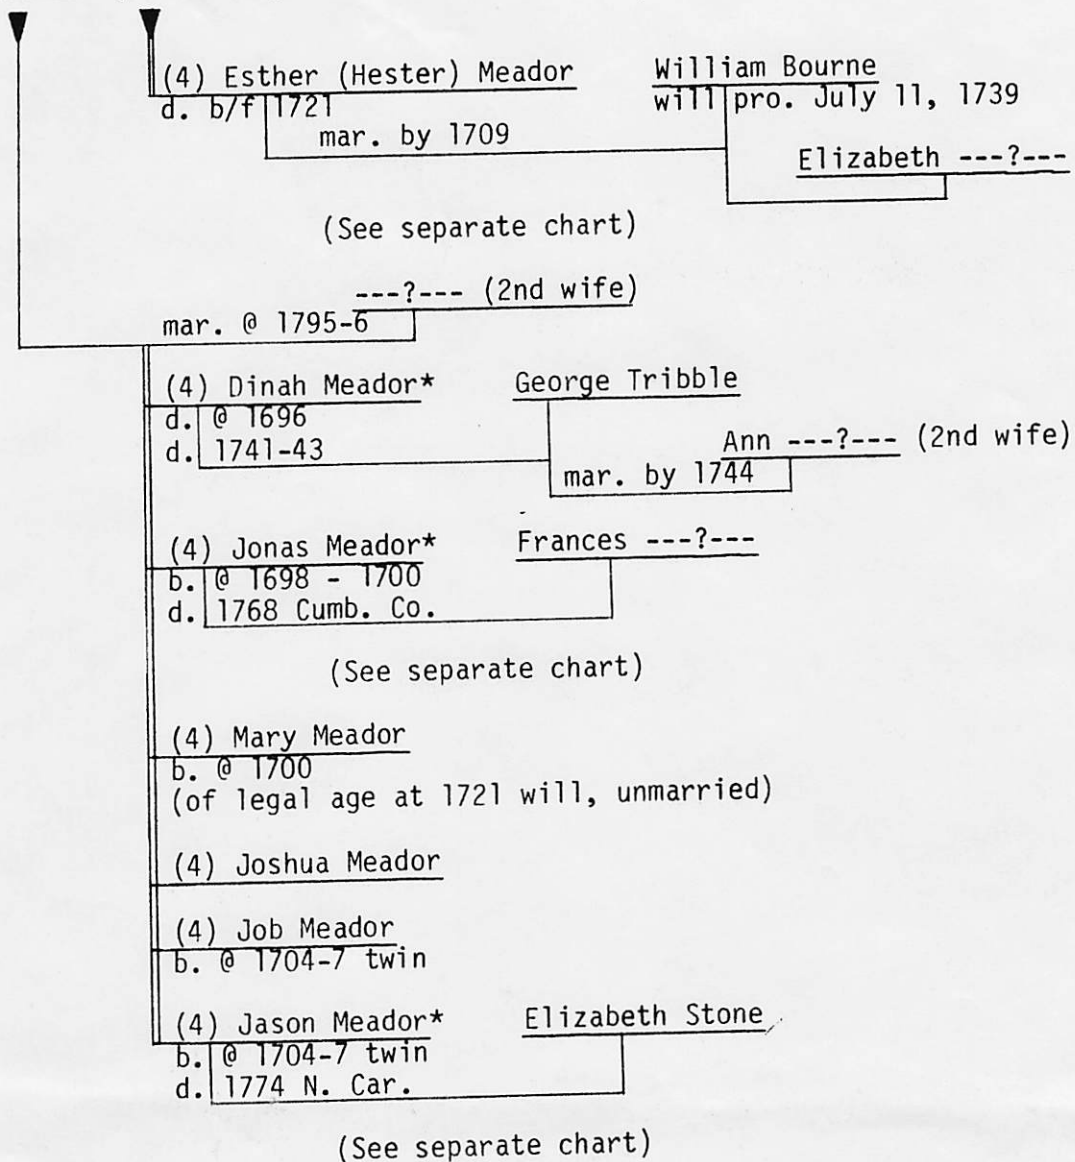 (4) Esther (Hester) Meador William Bourne
d. b/f 1721 will pro. July 11, 1739
mar. by 1709
Elizabeth ---?---
(See separate chart)
---?--- (2nd wife)
mar. @ 1795-6
(4) Dinah Meador* George Tribble
d. @ 1696
d. 1741-43
Ann ---?--- (2nd wife)
mar. by 1744
(4) Jonas Meador* Frances ---?---
b. @ 1698 - 1700
d. 1768 Cumb. Co.
(See separate chart)
(4) Mary Meador
b. @ 1700
(of legal age at 1721 will, unmarried)
(4) Joshua Meador
(4) Job Meador
b. @ 1704-7 twin
(4) Jason Meador* Elizabeth Stone
b. @ 1704-7 twin
d. 1774 N. Car.
(See separate chart)